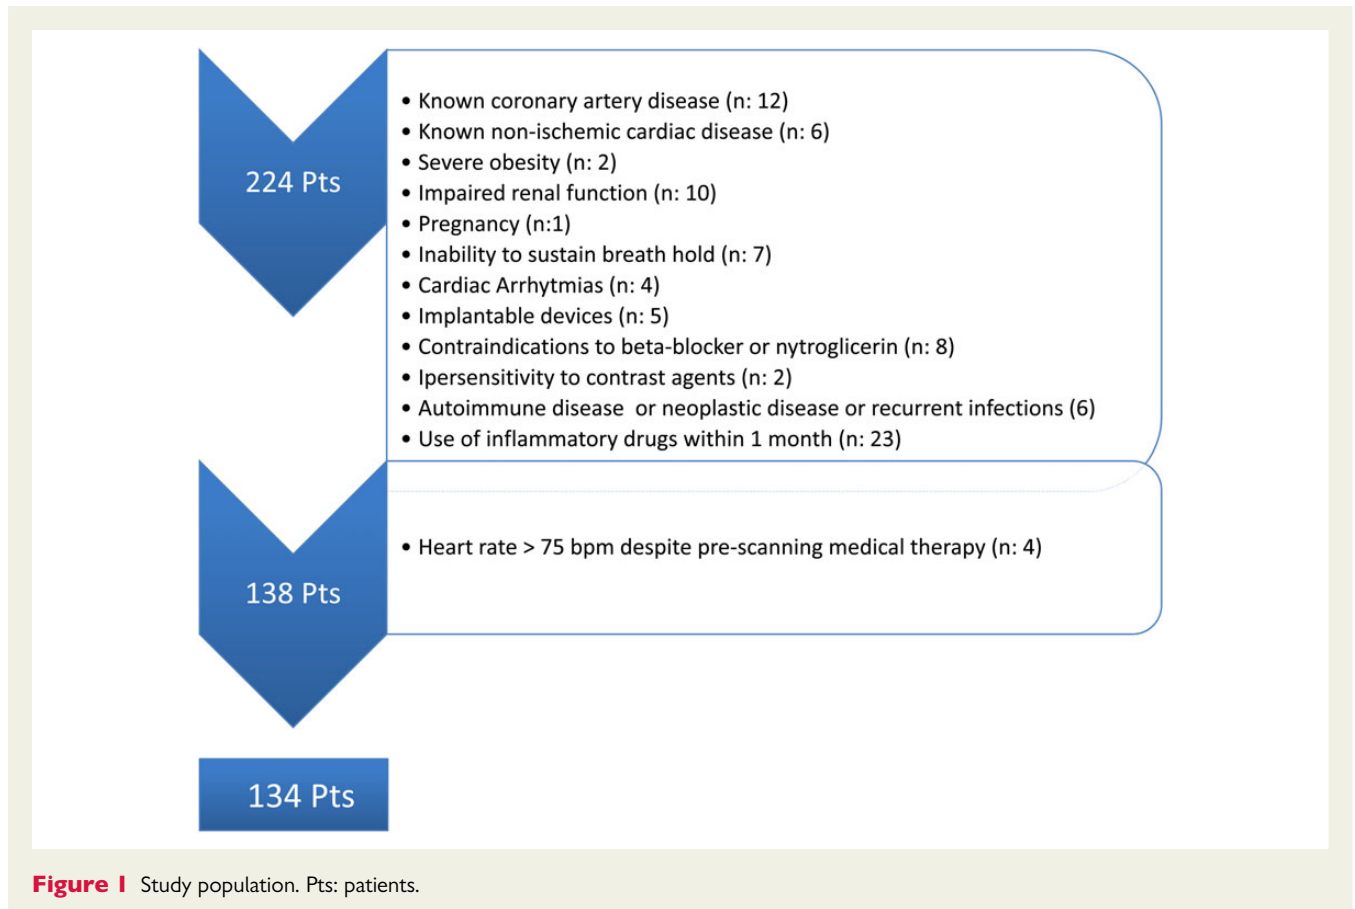 224 Pts
• Known coronary artery disease (n: 12)
• Known non-ischemic cardiac disease (n: 6)
• Severe obesity (n: 2)
• Impaired renal function (n: 10)
• Pregnancy (n:1)
• Inability to sustain breath hold (n: 7)
• Cardiac Arrhytmias (n: 4)
• Implantable devices (n: 5)
• Contraindications to beta-blocker or nytroglicerin (n: 8)
• Ipersensitivity to contrast agents (n: 2)
• Autoimmune disease  or neoplastic disease or recurrent infections (6)
• Use of inflammatory drugs within 1 month (n: 23)
138 Pts
• Heart rate > 75 bpm despite pre-scanning medical therapy (n: 4)
134 Pts
Figure 1 Study population. Pts: patients.